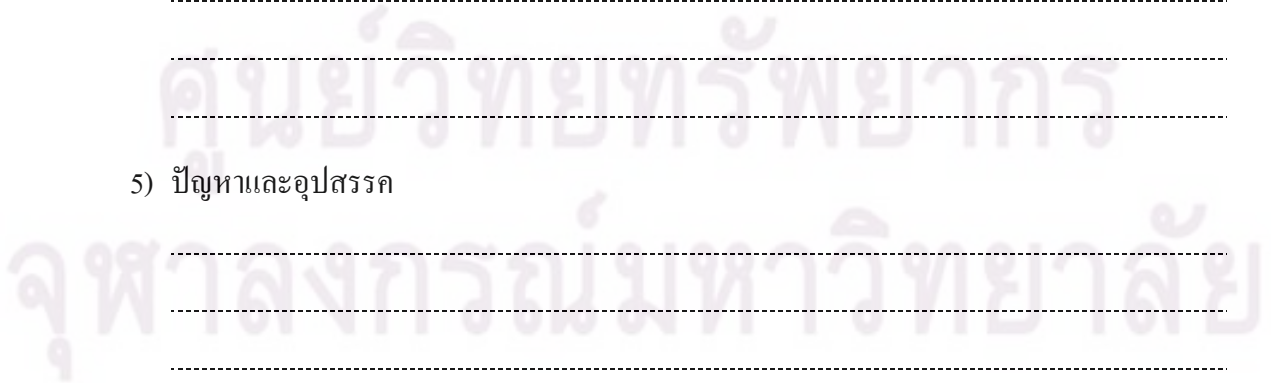 ศูนย์วิทยทรัพยากร
5) ปัญหาและอุปสรรค
จุฬาลงกรณ์มหาวิทยาลัย